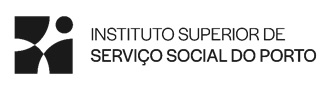 INSTITUTO SUPERIOR DE
SERVIÇO SOCIAL DO PORTO